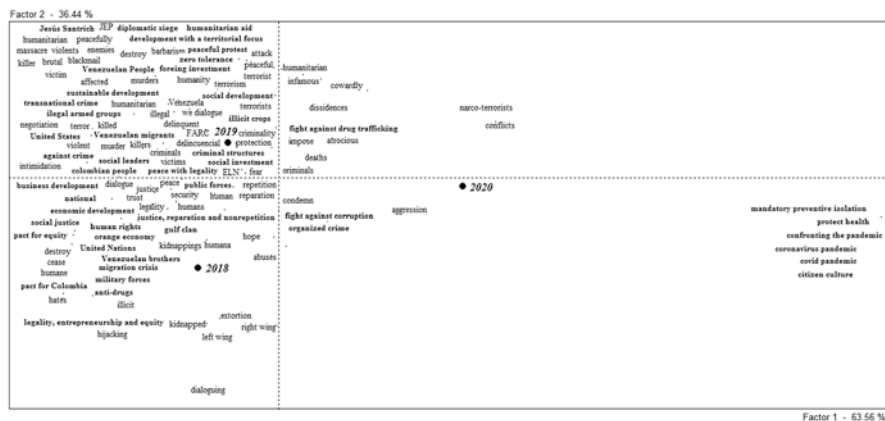 Factor 2 - 36.44 %
Jesús Santrich JEP diplomatic siege humanitarian aid
humanitarian peacefully development with a territorial focus
massacre violents enemies destroy barbarism peaceful protest attack
killer brutal blackmail zero tolerance peaceful, humanitarian
victim Venezuelan People foreing investment terrorist infamous
affected murders humanity terrorism cowardly
sustainable development social development
transnational crime humanitarian Venezuela terrorists dissidences narco-terrorists
illegal armed groups illegal we dialogue illicit crops
negotiation terror killed delinquent fight against drug trafficking conflicts
United States Venezuelan migrants FARC 2019 criminality
violent murder killers delincuencial protection impose atrocious
against crime criminals criminal structures deaths
intimidation social leaders victims social investment
colombian people peace with legality ELN fear criminals
business development dialogue justice peace public forces repetition 2020
national trust security human reparation condemn
economic development legality humans aggression mandatory preventive isolation
social justice justice, reparation and nonrepetition fight against corruption protect health
pact for equity human rights gulf clan organized crime
orange economy hope confronting the pandemic
destroy United Nations kidnappings humana coronavirus pandemic
cease Venezuelan brothers abuses covid pandemic
humane migration crisis 2018 citizen culture
pact for Colombia military forces
hates anti-drugs
illicit
extortion
legality, entrepreneurship and equity kidnapped right wing
hijacking left wing
dialoguing
Factor 1 - 63.56 %